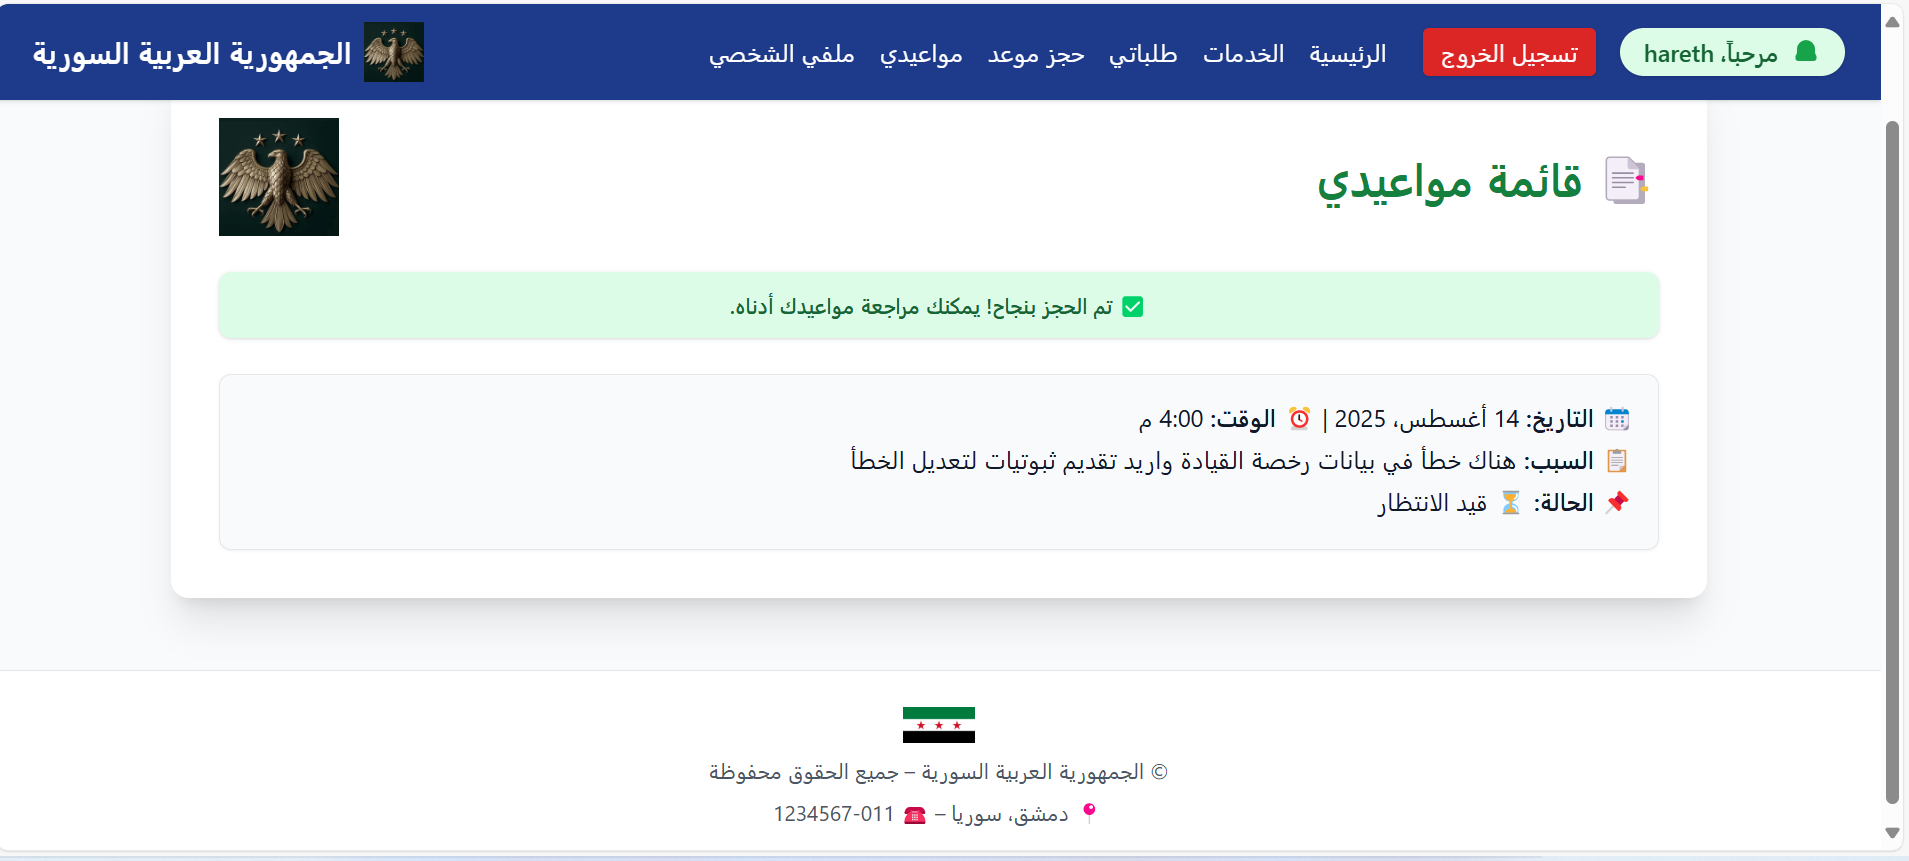 مرحباً، hareth
تسجيل الخروج
الرئيسية
الخدمات
طلباتي
حجز موعد
مواعيدي
ملفي الشخصي
الجمهورية العربية السورية
قائمة مواعيدي
✅ تم الحجز بنجاح! يمكنك مراجعة مواعيدك أدناه.
📅 التاريخ: 14 أغسطس، 2025 | ⏰ الوقت: 4:00 م
📋 السبب: هناك خطأ في بيانات رخصة القيادة واريد تقديم ثبوتيات لتعديل الخطأ
📌 الحالة: ⏳ قيد الانتظار
© الجمهورية العربية السورية – جميع الحقوق محفوظة
📍 دمشق، سوريا – ☎️ 011-1234567